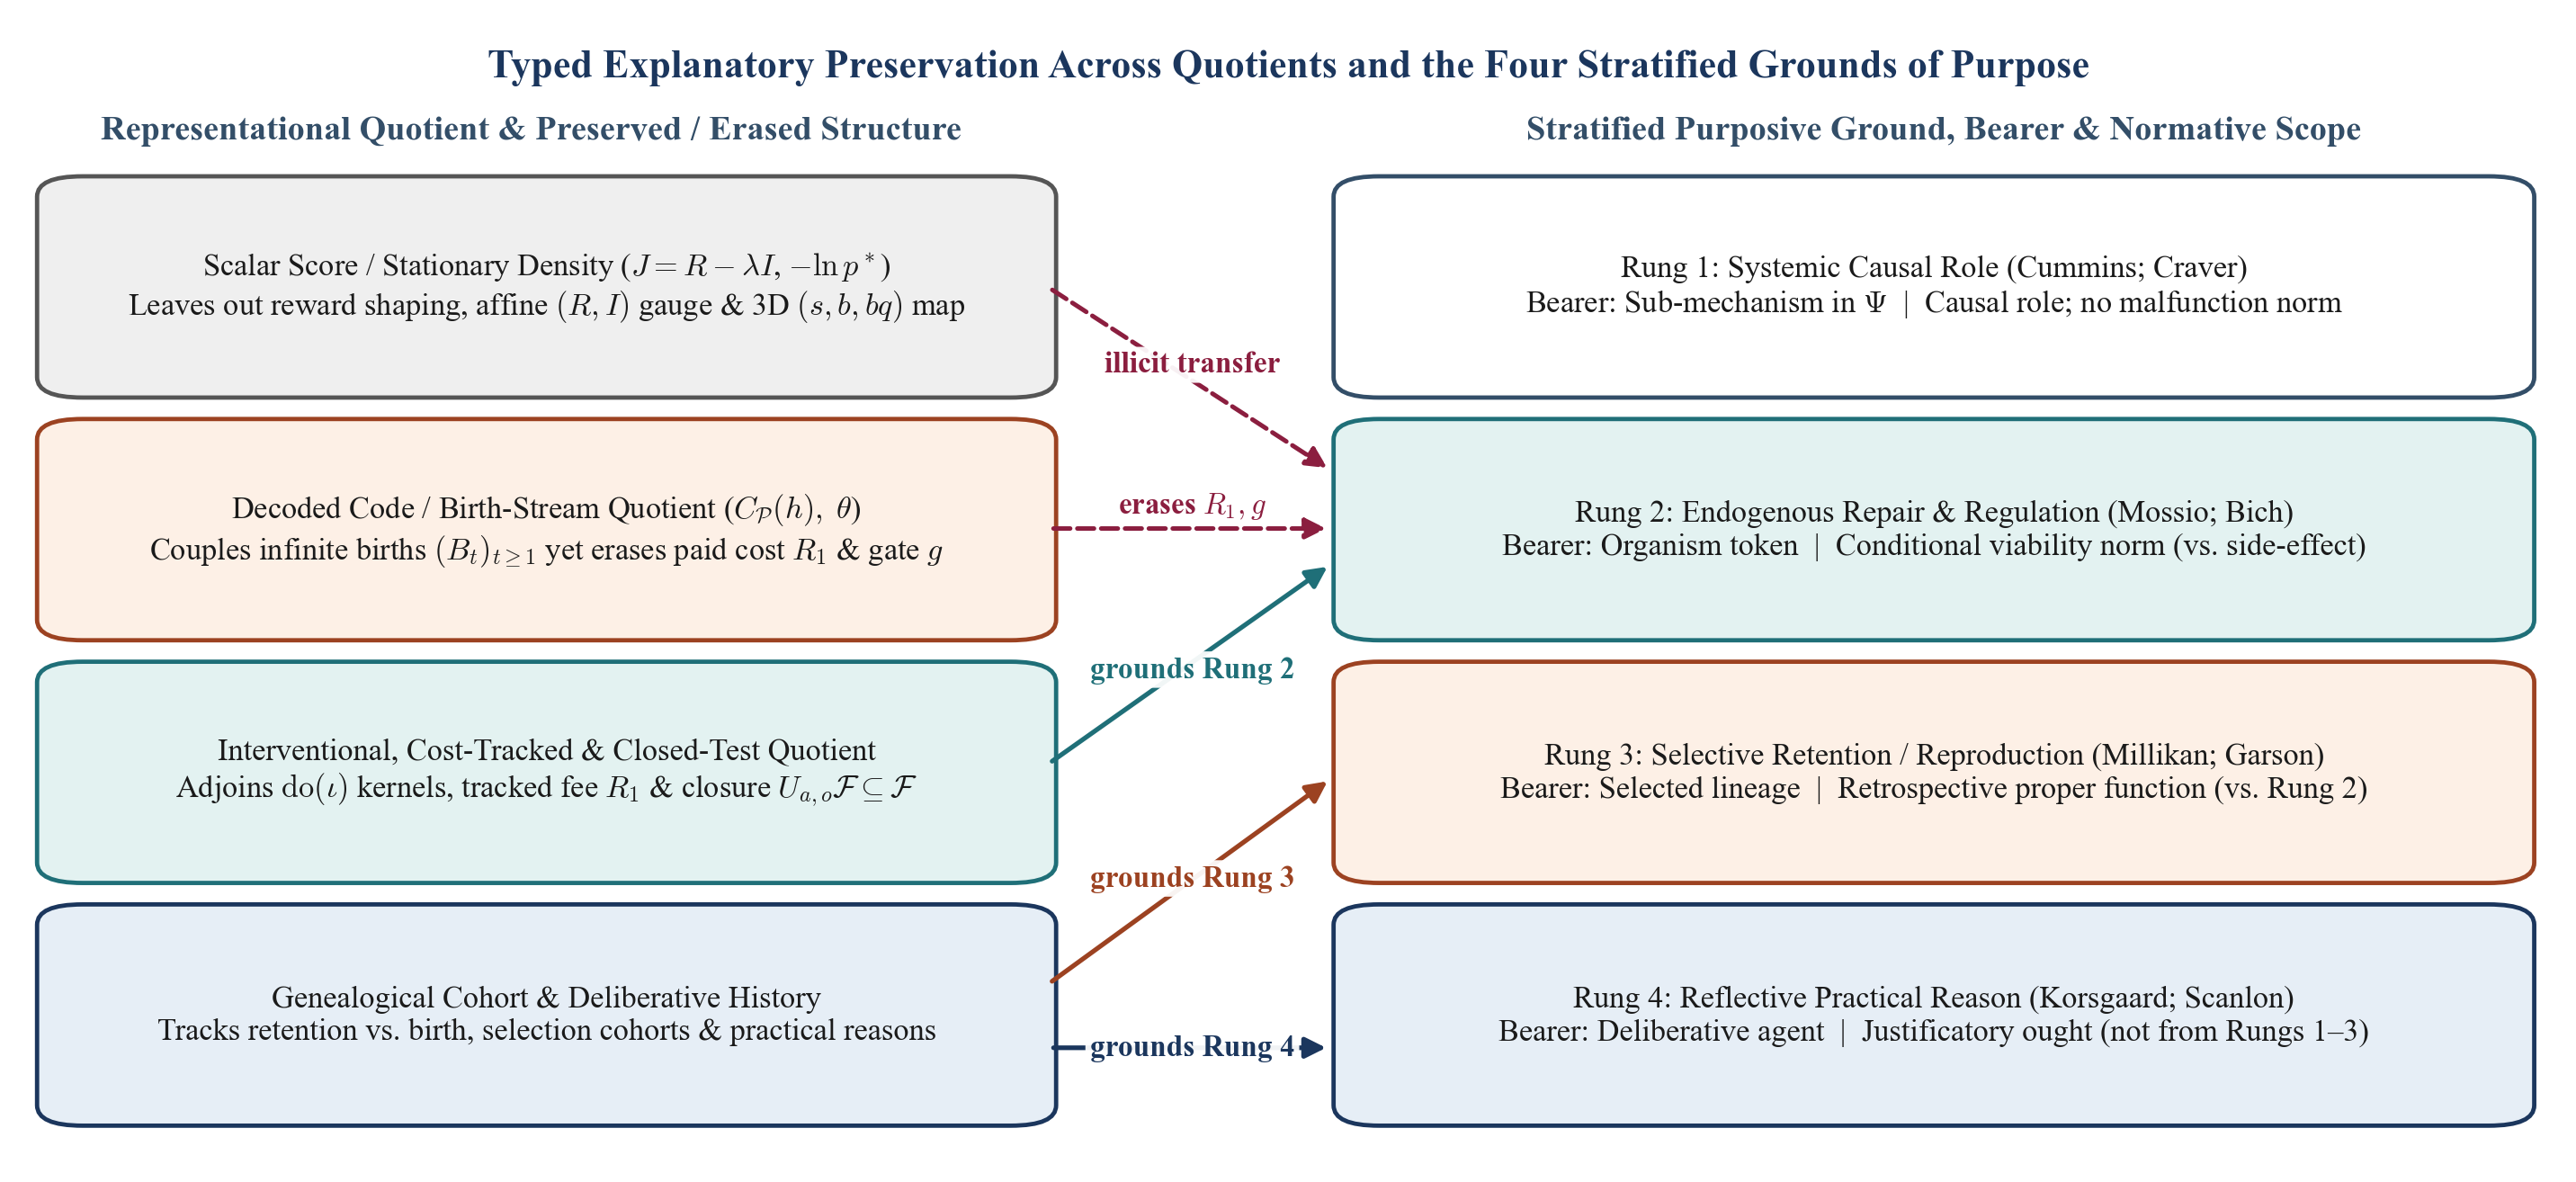 Typed Explanatory Preservation Across Quotients and the Four Stratified Grounds of Purpose
Representational Quotient & Preserved / Erased Structure
Stratified Purposive Ground, Bearer & Normative Scope
Scalar Score / Stationary Density (J = R − λI, −ln p*)
Leaves out reward shaping, affine (R, I) gauge & 3D (s, b, bq) map
Rung 1: Systemic Causal Role (Cummins; Craver)
Bearer: Sub-mechanism in Ψ | Causal role; no malfunction norm
illicit transfer
Decoded Code / Birth-Stream Quotient (C_𝒫(h), θ)
Couples infinite births (B_t)_{t≥1} yet erases paid cost R₁ & gate g
erases R₁, g
Rung 2: Endogenous Repair & Regulation (Mossio; Bich)
Bearer: Organism token | Conditional viability norm (vs. side-effect)
grounds Rung 2
Interventional, Cost-Tracked & Closed-Test Quotient
Adjoins do(ι) kernels, tracked fee R₁ & closure U_{a,o}ℱ ⊆ ℱ
Rung 3: Selective Retention / Reproduction (Millikan; Garson)
Bearer: Selected lineage | Retrospective proper function (vs. Rung 2)
grounds Rung 3
Genealogical Cohort & Deliberative History
Tracks retention vs. birth, selection cohorts & practical reasons
grounds Rung 4
Rung 4: Reflective Practical Reason (Korsgaard; Scanlon)
Bearer: Deliberative agent | Justificatory ought (not from Rungs 1–3)